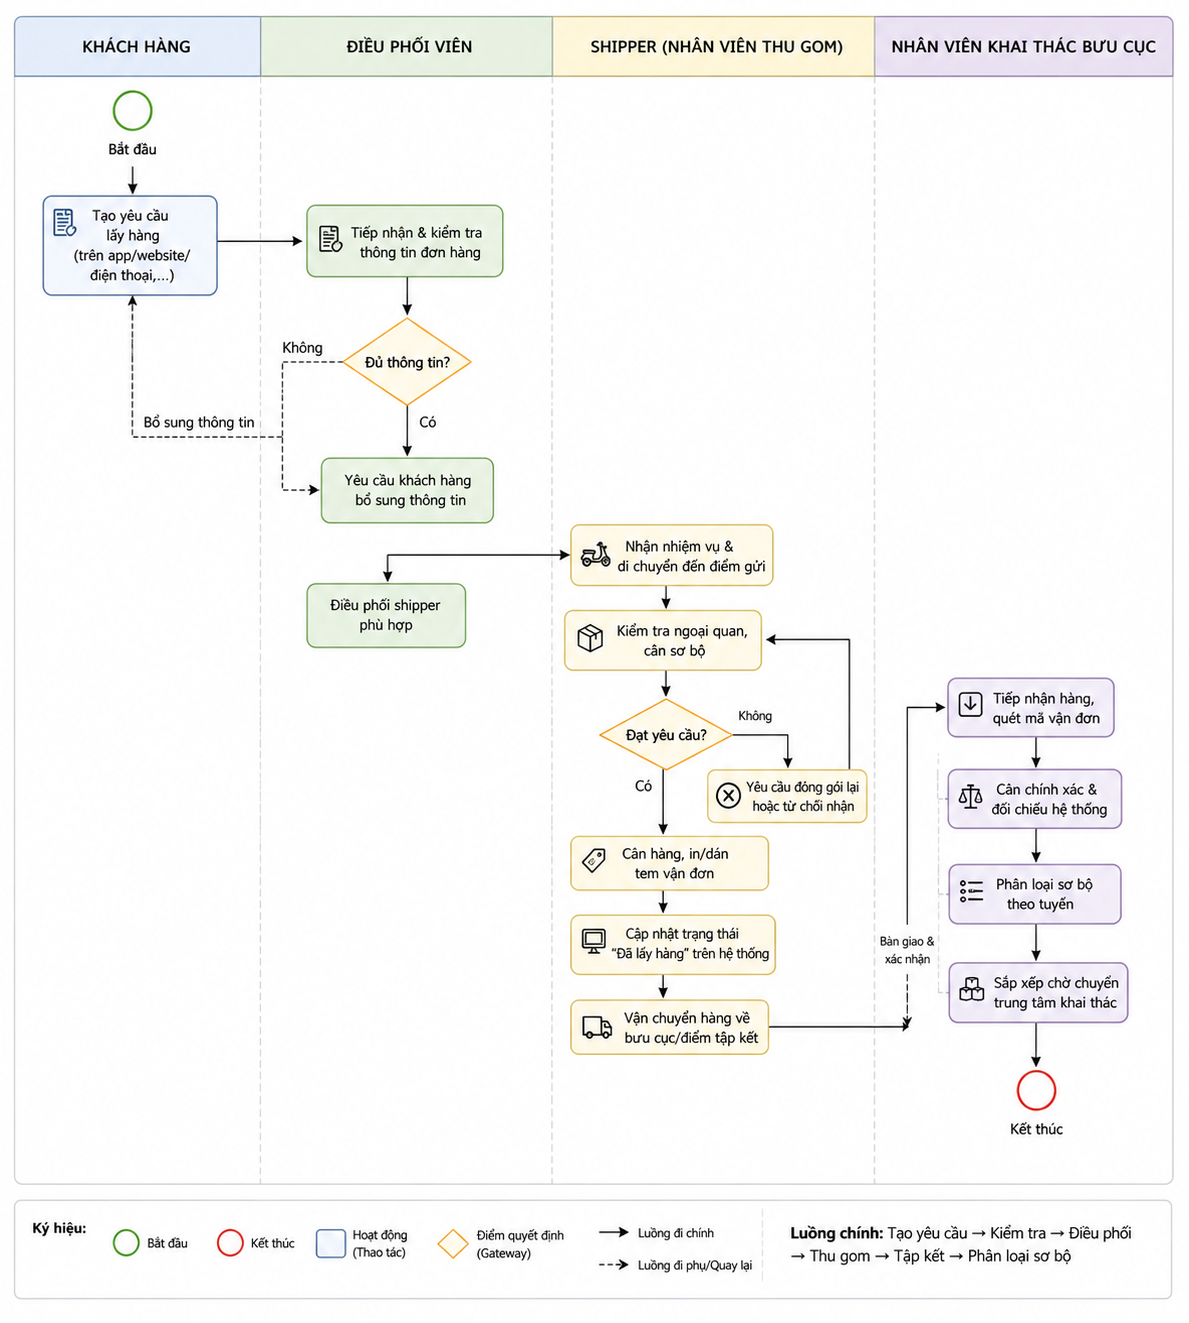 KHÁCH HÀNG
ĐIỀU PHỐI VIÊN
SHIPPER (NHÂN VIÊN THU GOM)
NHÂN VIÊN KHAI THÁC BƯU CỤC
Bắt đầu
Tạo yêu cầu
lấy hàng
(trên app/website/
điện thoại,...)
Tiếp nhận & kiểm tra
thông tin đơn hàng
Không
Đủ thông tin?
Bổ sung thông tin
Có
Yêu cầu khách hàng
bổ sung thông tin
Điều phối shipper
phù hợp
Nhận nhiệm vụ &
di chuyển đến điểm gửi
Kiểm tra ngoại quan,
cân sơ bộ
Đạt yêu cầu?
Không
Có
Yêu cầu đóng gói lại
hoặc từ chối nhận
Cân hàng, in/dán
tem vận đơn
Cập nhật trạng thái
“Đã lấy hàng” trên hệ thống
Vận chuyển hàng về
bưu cục/điểm tập kết
Bàn giao &
xác nhận
Tiếp nhận hàng,
quét mã vận đơn
Cân chính xác &
đối chiếu hệ thống
Phân loại sơ bộ
theo tuyến
Sắp xếp chờ chuyển
trung tâm khai thác
Kết thúc
Ký hiệu:
Bắt đầu
Kết thúc
Hoạt động
(Thao tác)
Điểm quyết định
(Gateway)
Luồng đi chính
Luồng đi phụ/Quay lại
Luồng chính: Tạo yêu cầu → Kiểm tra → Điều phối
→ Thu gom → Tập kết → Phân loại sơ bộ